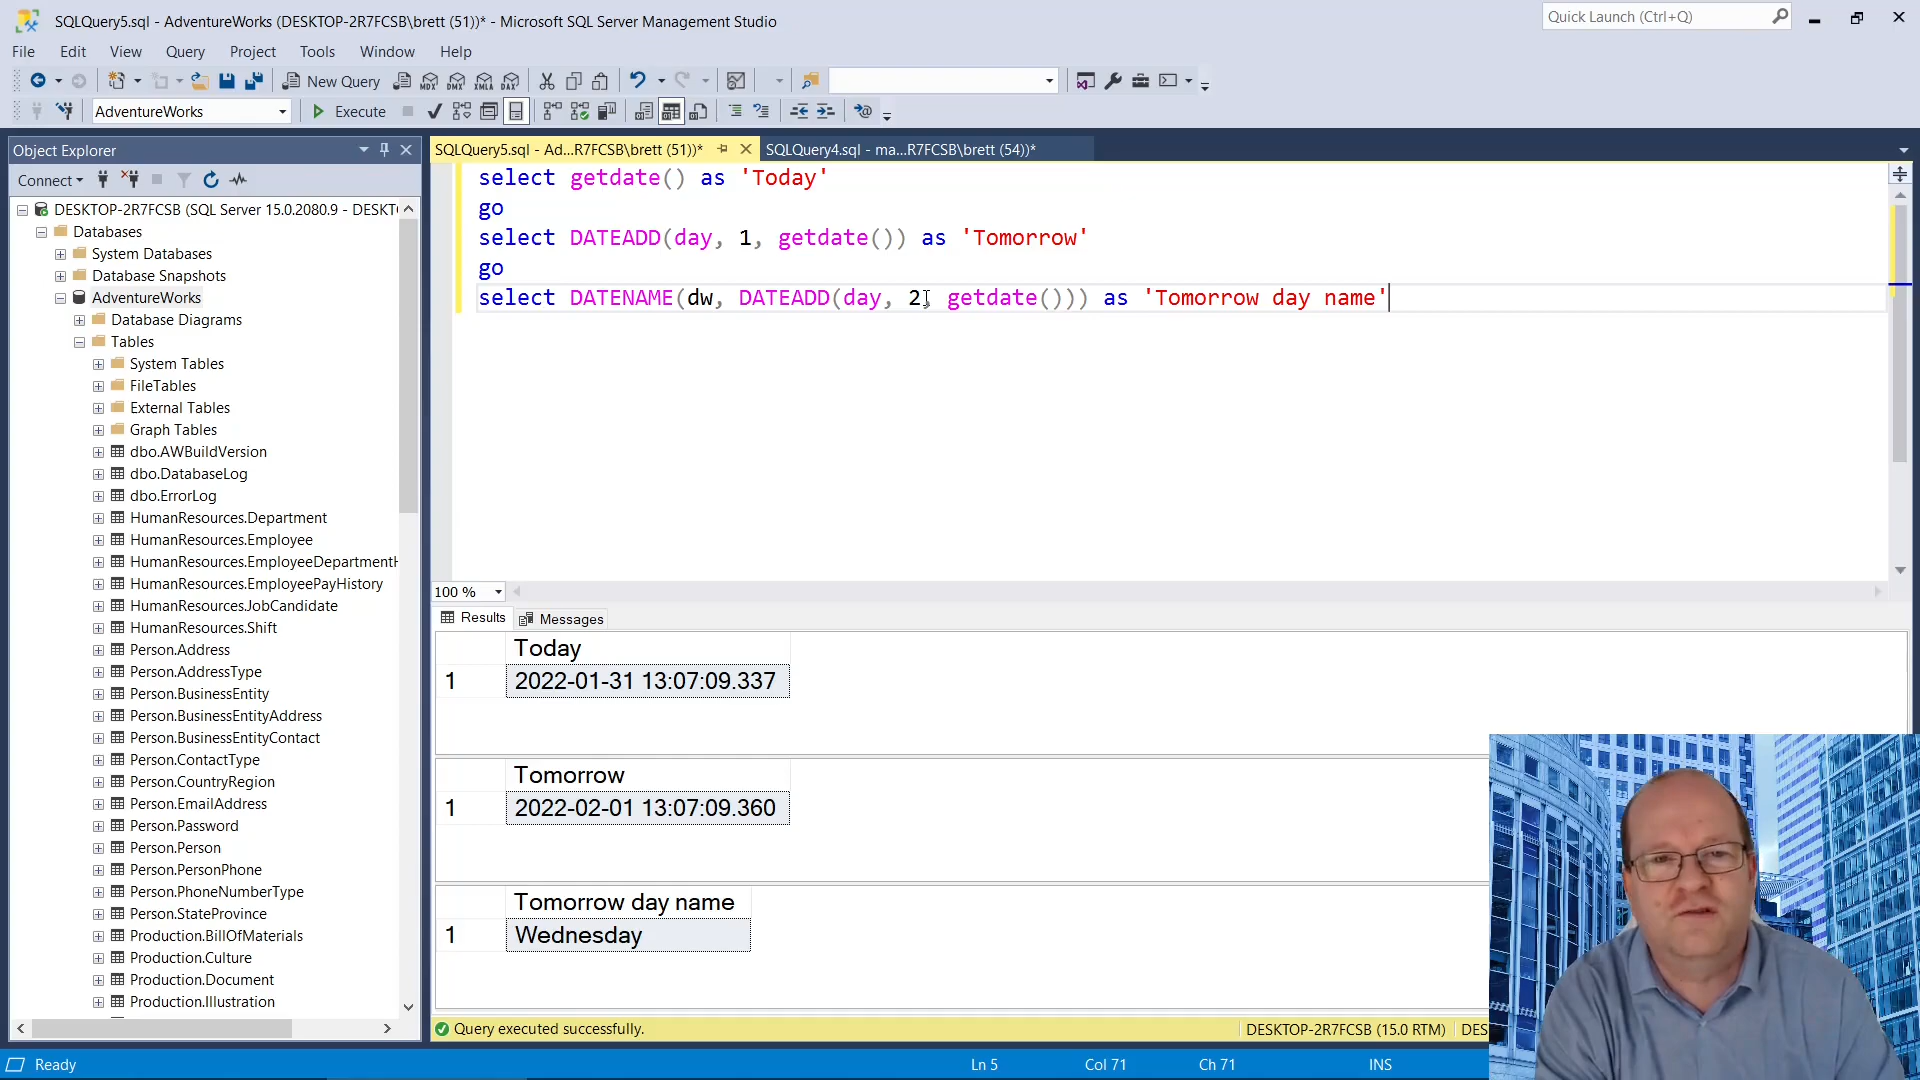 SQLQuery5.sql - AdventureWorks (DESKTOP-2R7FCSB\brett (51))* - Microsoft SQL Server Management Studio
Quick Launch (Ctrl+Q)
File Edit View Query Project Tools Window Help
New Query
AdventureWorks Execute
Object Explorer
Connect
DESKTOP-2R7FCSB (SQL Server 15.0.2080.9 - DESKT
Databases
System Databases
Database Snapshots
AdventureWorks
Database Diagrams
Tables
System Tables
FileTables
External Tables
Graph Tables
dbo.AWBuildVersion
dbo.DatabaseLog
dbo.ErrorLog
HumanResources.Department
HumanResources.Employee
HumanResources.EmployeeDepartmentH
HumanResources.EmployeePayHistory
HumanResources.JobCandidate
HumanResources.Shift
Person.Address
Person.AddressType
Person.BusinessEntity
Person.BusinessEntityAddress
Person.BusinessEntityContact
Person.ContactType
Person.CountryRegion
Person.EmailAddress
Person.Password
Person.Person
Person.PersonPhone
Person.PhoneNumberType
Person.StateProvince
Production.BillOfMaterials
Production.Culture
Production.Document
Production.Illustration
SQLQuery5.sql - Ad...R7FCSB\brett (51))* SQLQuery4.sql - ma...R7FCSB\brett (54))*
select getdate() as 'Today'
go
select DATEADD(day, 1, getdate()) as 'Tomorrow'
go
select DATENAME(dw, DATEADD(day, 2, getdate())) as 'Tomorrow day name'
100 %
Results Messages
Today
1 2022-01-31 13:07:09.337
Tomorrow
1 2022-02-01 13:07:09.360
Tomorrow day name
1 Wednesday
Query executed successfully. DESKTOP-2R7FCSB (15.0 RTM) DES
Ready Ln 5 Col 71 Ch 71 INS